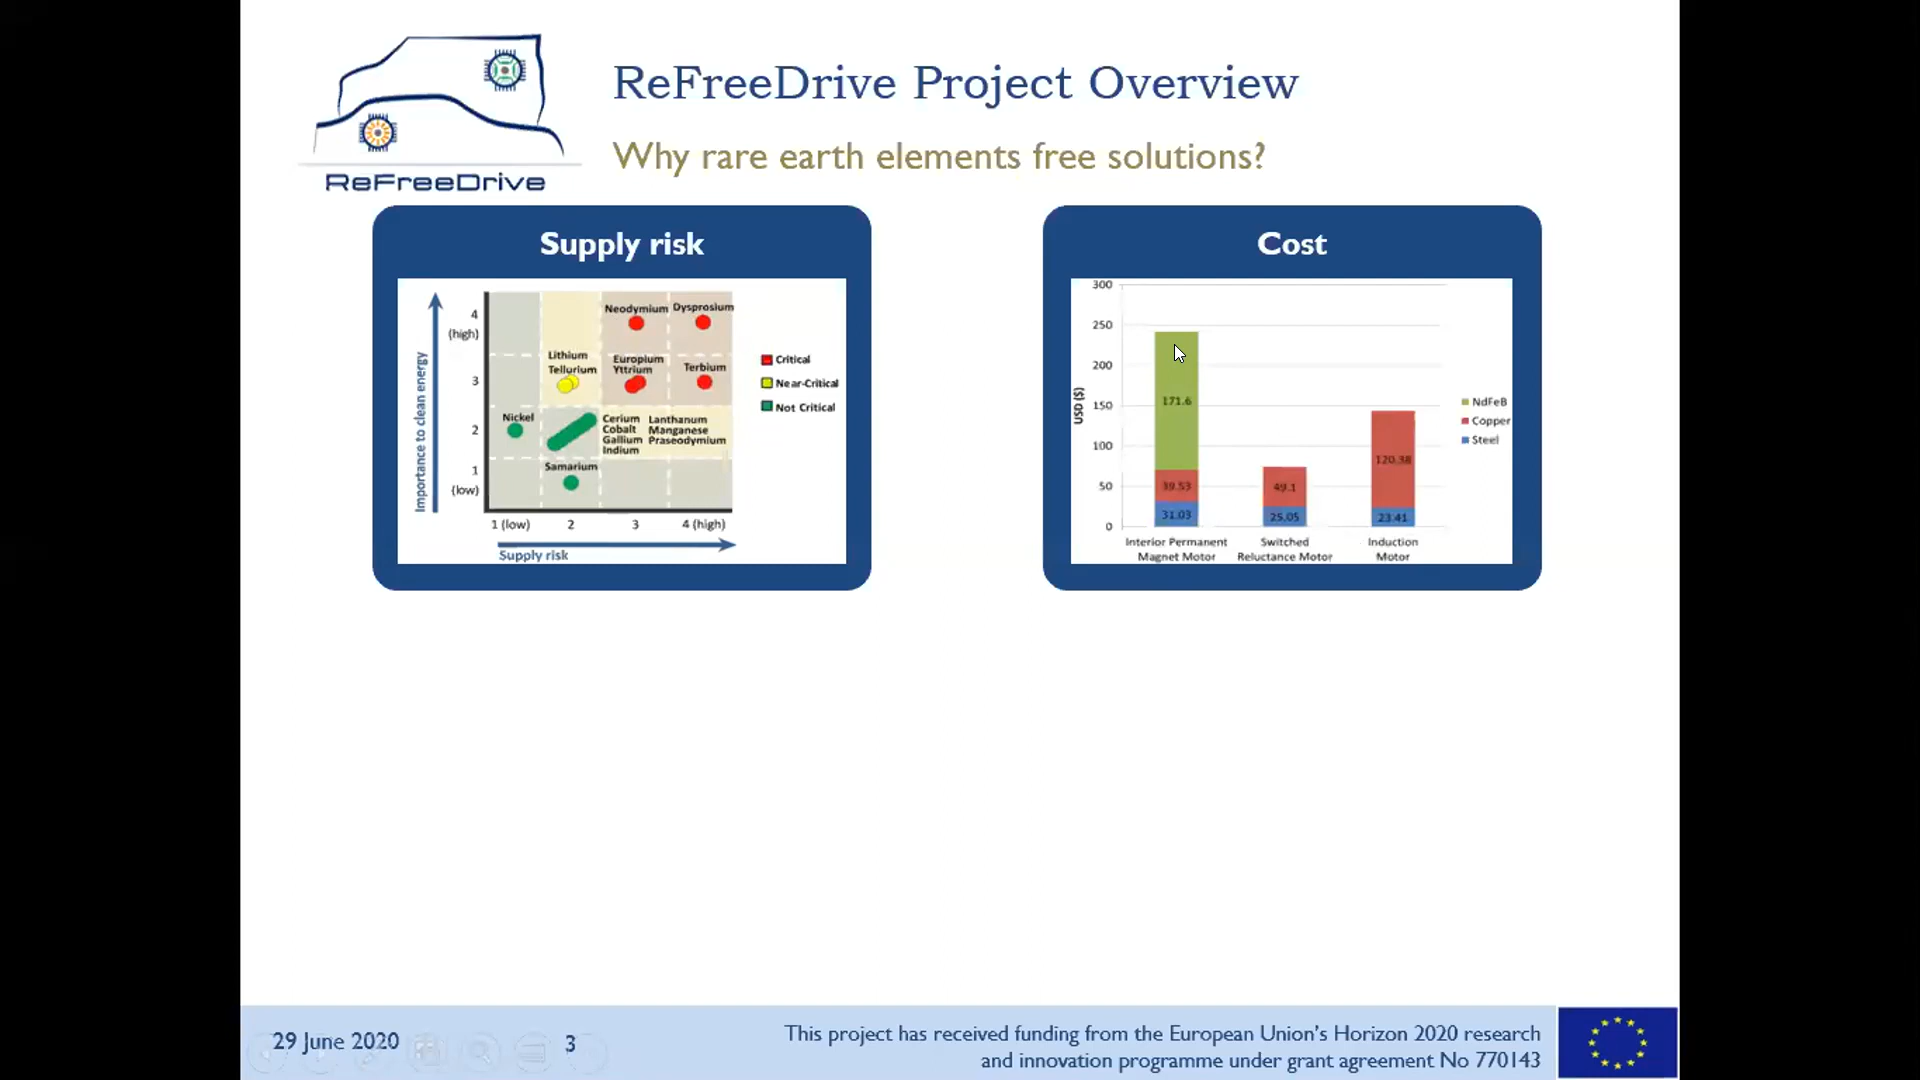 ReFreeDrive Project Overview
Why rare earth elements free solutions?
ReFreeDrive
Supply risk
Importance to clean energy
4
(high)
3
2
1
(low)
Neodymium
Dysprosium
Lithium
Tellurium
Europium
Yttrium
Terbium
Nickel
Cerium
Cobalt
Gallium
Indium
Lanthanum
Manganese
Praseodymium
Samarium
1 (low)
2
3
4 (high)
Supply risk
Critical
Near-Critical
Not Critical
Cost
USD ($)
300
250
200
150
100
50
0
171.6
39.53
31.03
49.1
25.05
120.38
23.41
Interior Permanent
Magnet Motor
Switched
Reluctance Motor
Induction
Motor
NdFeB
Copper
Steel
29 June 2020
3
This project has received funding from the European Union's Horizon 2020 research
and innovation programme under grant agreement No 770143